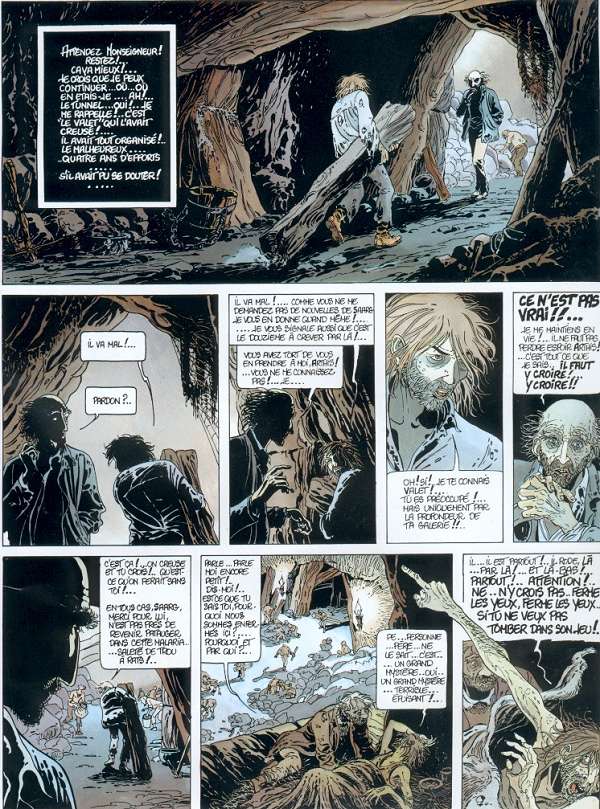 ATTENDEZ MONSEIGNEUR!
RESTEZ!...
CA VA MIEUX!...
JE CROIS QUE JE PEUX
CONTINUER...OÙ...OÙ
EN ETAIS-JE.....AH!...
LE TUNNEL...OUI!...JE
ME RAPPELLE!..C'EST
"LE VALET" QUI L'AVAIT
CREUSÉ!....
IL AVAIT TOUT ORGANISÉ!..
LE MALHEUREUX.....
QUATRE ANS D'EFFORTS
.....
S'IL AVAIT PU SE DOUTER!
.....
IL VA MAL!...
PARDON?..
IL VA MAL!.... COMME VOUS NE ME
DEMANDEZ PAS DE NOUVELLES DE SAARG,
JE VOUS EN DONNE QUAND MÊME!....
.....JE VOUS SIGNALE AUSSI QUE C'EST
LE DOUZIEME À CREVER PAR LÀ!...
VOUS AVEZ TORT DE VOUS
EN PRENDRE À MOI, ARTAÏS!
...VOUS NE ME CONNAISSEZ
PAS!....JE....
OH! SI!, JE TE CONNAIS
VALET!...
TU ES PRÉOCCUPÉ!....
MAIS UNIQUEMENT PAR
LA PROFONDEUR DE
TA GALERIE!!..
CE N'EST PAS
VRAI!!?...
JE ME MAINTIENS EN
VIE!... IL NE FAUT PAS
PERDRE ESPOIR ARTAÏS!
...C'EST TOUT CE QUE
JE SAIS... IL FAUT
Y CROIRE!....
Y CROIRE!!
C'EST ÇA!...ON CREUSE
ET TU CROIS!.. QU'EST-
CE QU'ON FERAIT SANS
TOI?...
EN TOUS CAS, SAARG,
MERCI POUR LUI,
N'EST PAS PRÊS DE
REVENIR PATAUGER
DANS CETTE MALARIA...
...SALETÉ DE TROU
À RATS!...
PARLE... PARLE
MOI ENCORE
PETIT!..
DIS-MOI!...
EST-CE QUE TU
SAIS TOI, POUR-
QUOI NOUS
SOMMES ENFER-
MÉS ICI?...
POURQUOI ET
PAR QUI?...
PE...PERSONNE
...PÈRE...NE
LE SAIT...C'EST...
...UN GRAND
MYSTÈRE...OUI...
UN GRAND MYSTÈRE
...TERRIBLE...
ÉPUISANT!...
IL... IL EST PARTOUT!.. IL RODE, LÀ
...PAR LÀ!....ET LÀ-BAS!
PARTOUT!... ATTENTION!..
NE...N'Y CROIS PAS...FERME
LES YEUX, FERME LES YEUX...
SI TU NE VEUX PAS
TOMBER DANS SON JEU!